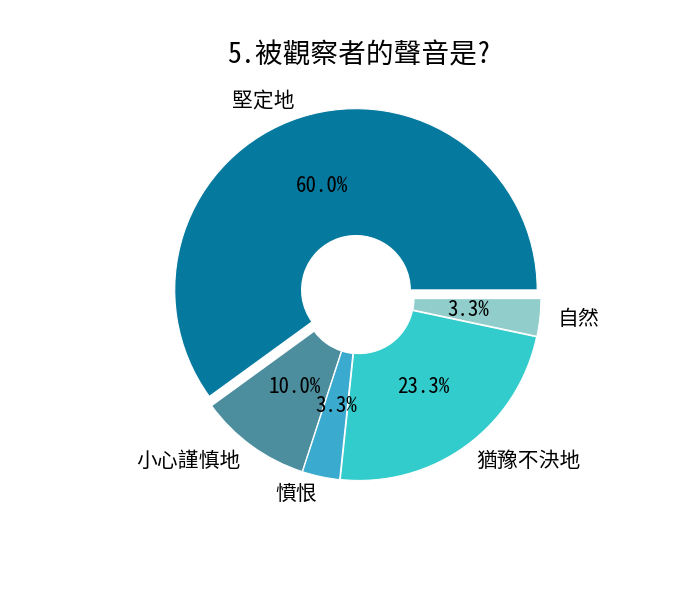 5.被觀察者的聲音是?
堅定地
60.0%
3.3%
自然
10.0%
3.3%
23.3%
小心謹慎地
憤恨
猶豫不決地